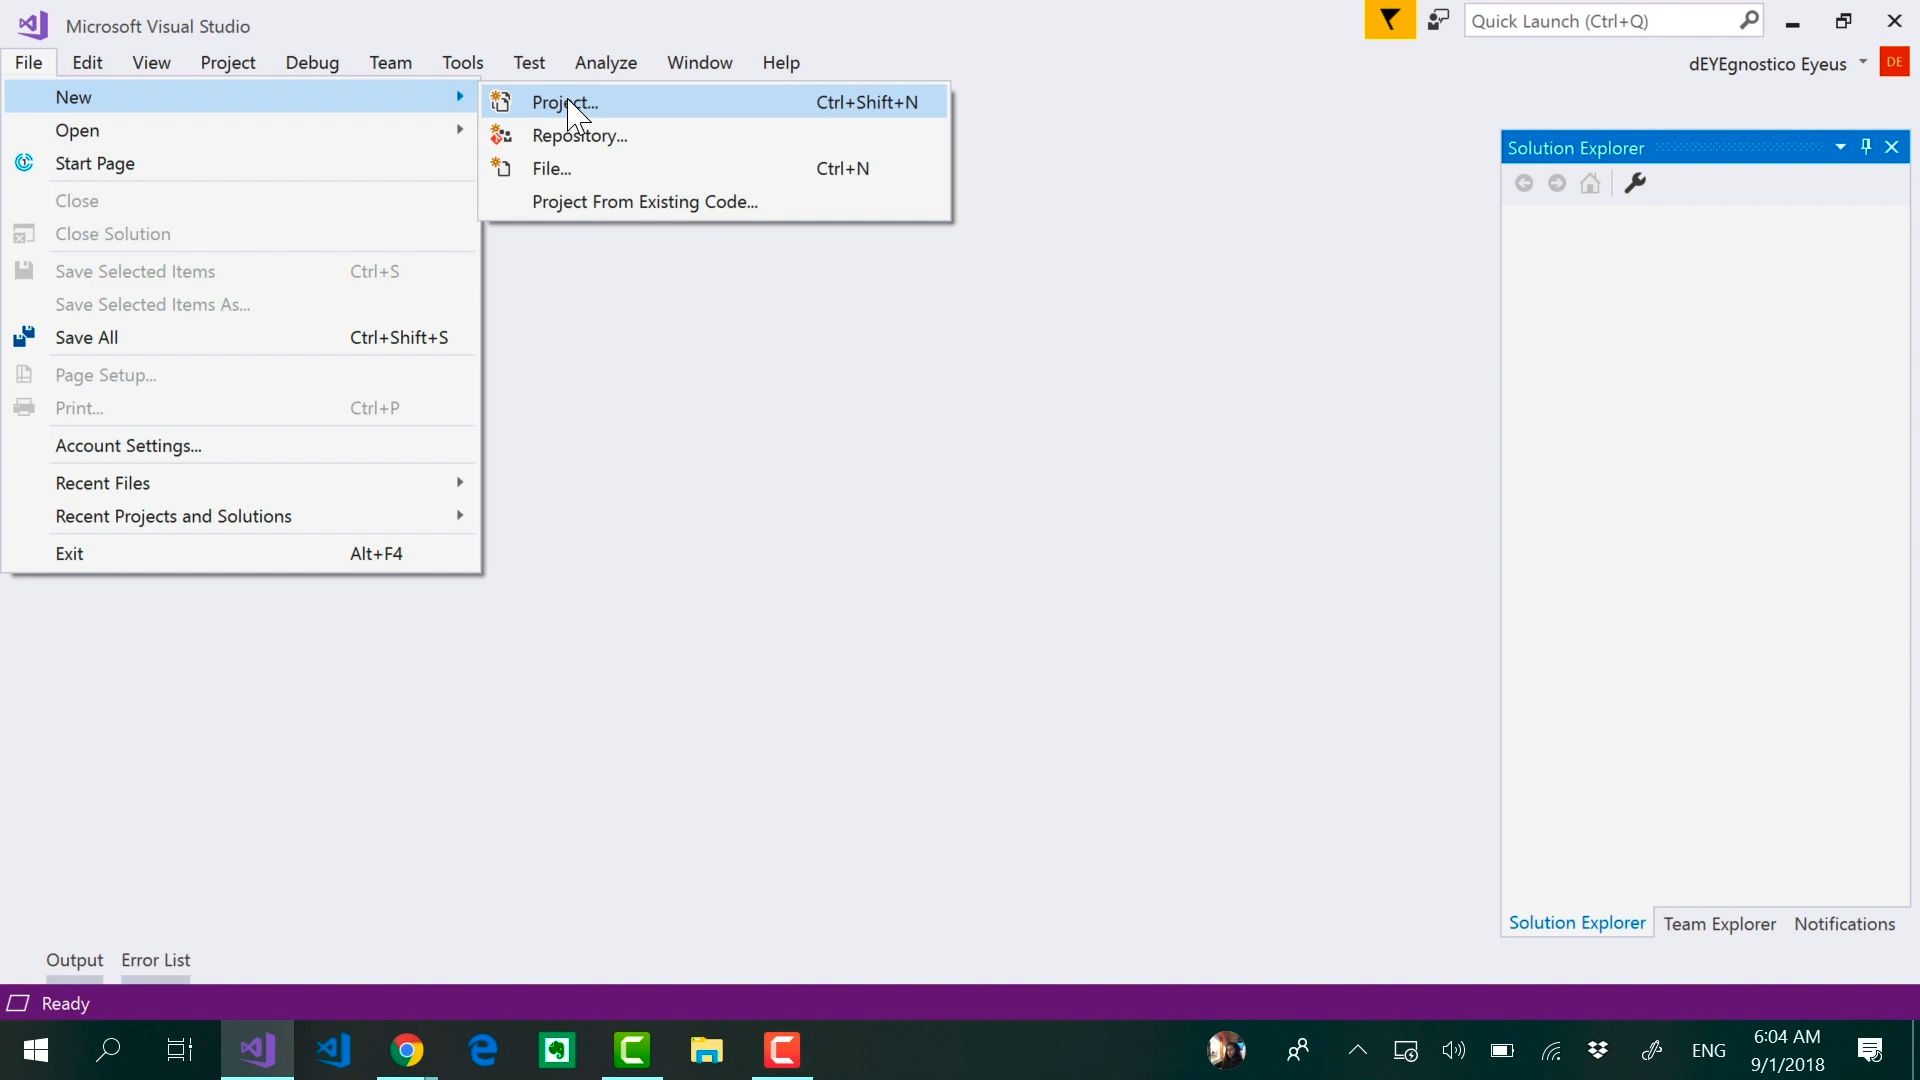 Microsoft Visual Studio
Quick Launch (Ctrl+Q)
File Edit View Project Debug Team Tools Test Analyze Window Help
dEYEgnostico Eyeus DE
New
Project... Ctrl+Shift+N
Open
Repository...
Start Page
File... Ctrl+N
Close
Project From Existing Code...
Close Solution
Save Selected Items Ctrl+S
Save Selected Items As...
Save All Ctrl+Shift+S
Page Setup...
Print... Ctrl+P
Account Settings...
Recent Files
Recent Projects and Solutions
Exit Alt+F4
Solution Explorer
Solution Explorer Team Explorer Notifications
Output Error List
Ready
ENG
6:04 AM
9/1/2018